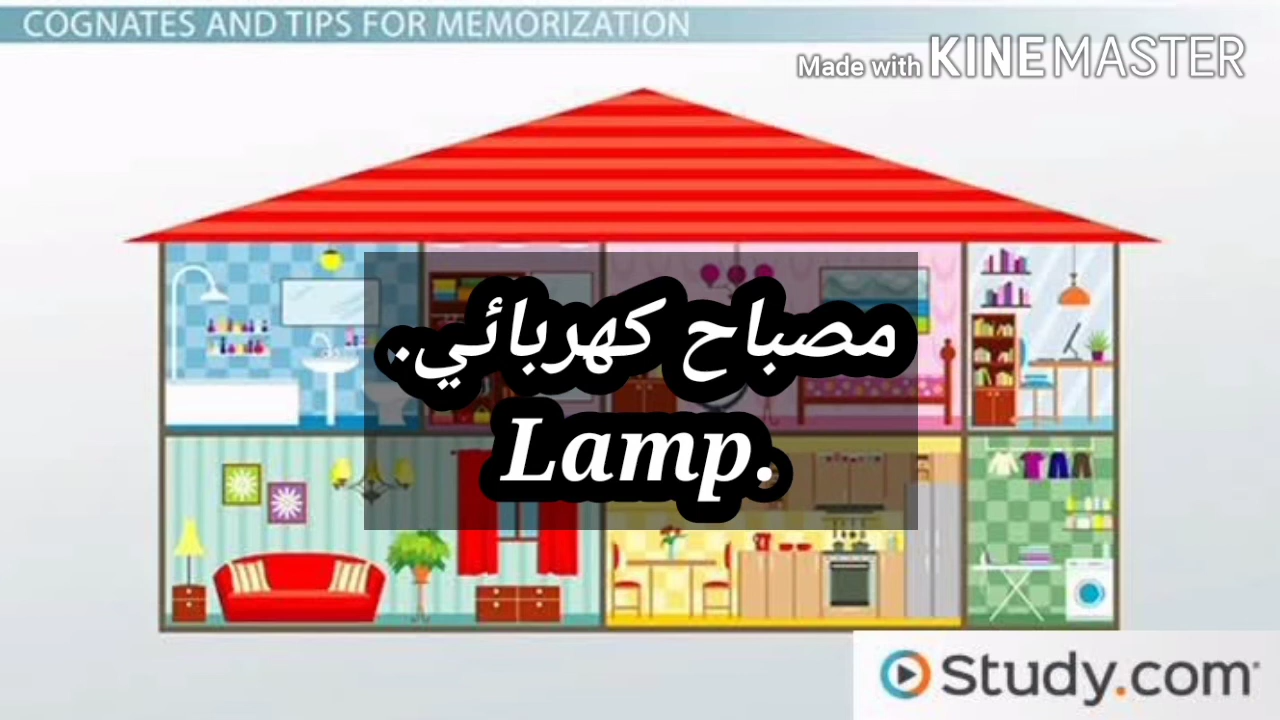 COGNATES AND TIPS FOR MEMORIZATION
Made with KINEMASTER
مصباح كهربائي.
Lamp.
Study.com